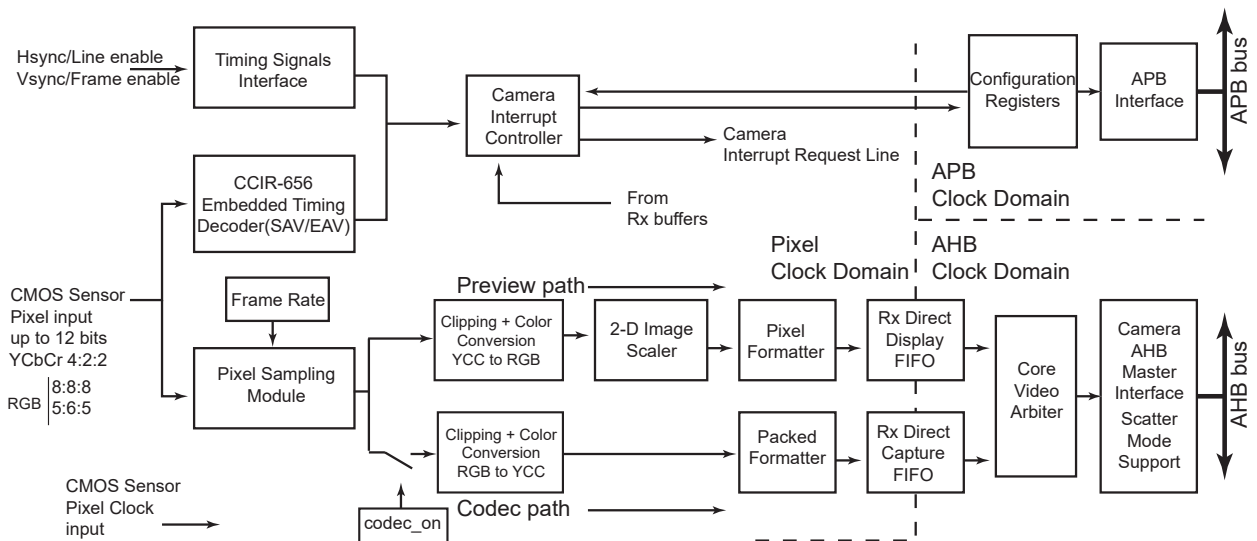 Hsync/Line enable
Vsync/Frame enable
Timing Signals
Interface
Camera
Interrupt
Controller
Configuration
Registers
APB
Interface
APB bus
Camera
Interrupt Request Line
CCIR-656
Embedded Timing
Decoder(SAV/EAV)
From
Rx buffers
APB
Clock Domain
Pixel
Clock Domain
AHB
Clock Domain
CMOS Sensor
Pixel input
up to 12 bits
YCbCr 4:2:2
RGB
8:8:8
5:6:5
Frame Rate
Pixel Sampling
Module
Preview path
Clipping + Color
Conversion
YCC to RGB
2-D Image
Scaler
Pixel
Formatter
Rx Direct
Display
FIFO
Core
Video
Arbiter
Camera
AHB
Master
Interface
Scatter
Mode
Support
AHB bus
Clipping + Color
Conversion
RGB to YCC
Packed
Formatter
Rx Direct
Capture
FIFO
CMOS Sensor
Pixel Clock
input
codec_on
Codec path